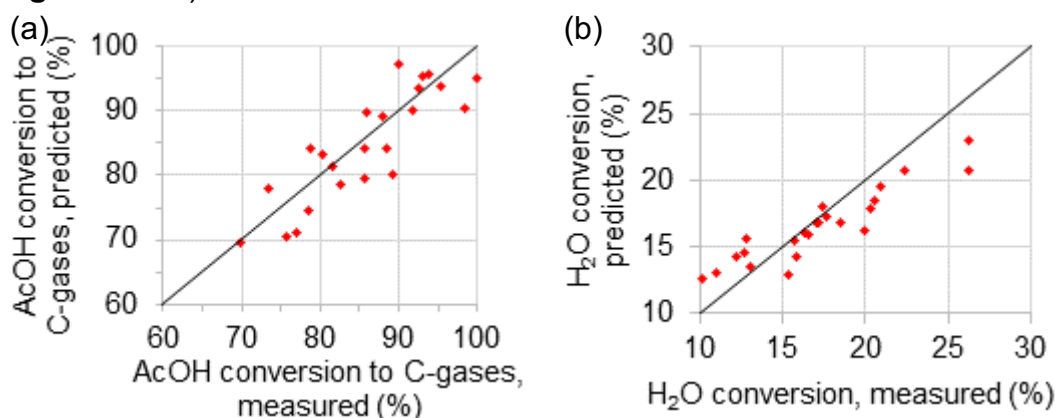 (a)
AcOH conversion to
C-gases, predicted (%)
100
90
80
70
60
60 70 80 90 100
AcOH conversion to C-gases,
measured (%)
(b)
H₂O conversion,
predicted (%)
30
25
20
15
10
10 15 20 25 30
H₂O conversion, measured (%)